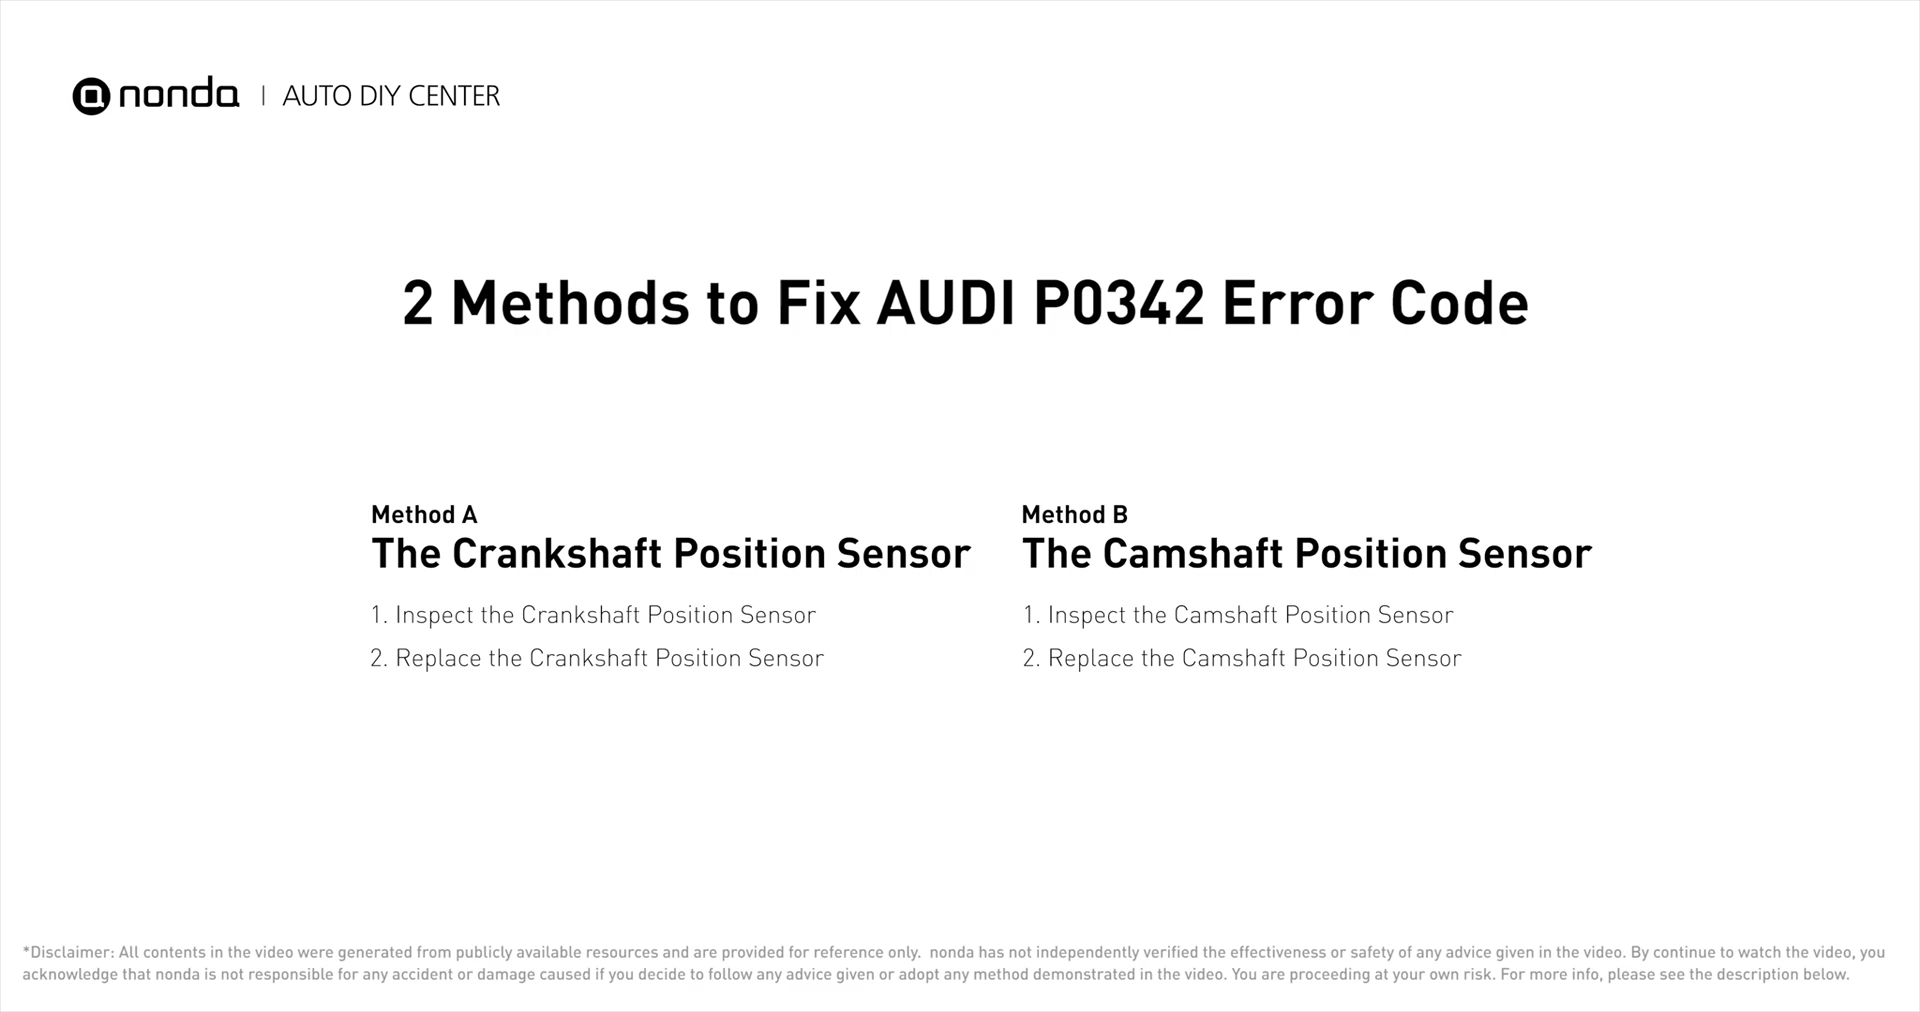 nonda | AUTO DIY CENTER
2 Methods to Fix AUDI P0342 Error Code
Method A
The Crankshaft Position Sensor
1. Inspect the Crankshaft Position Sensor
2. Replace the Crankshaft Position Sensor
Method B
The Camshaft Position Sensor
1. Inspect the Camshaft Position Sensor
2. Replace the Camshaft Position Sensor
*Disclaimer: All contents in the video were generated from publicly available resources and are provided for reference only. nonda has not independently verified the effectiveness or safety of any advice given in the video. By continue to watch the video, you
acknowledge that nonda is not responsible for any accident or damage caused if you decide to follow any advice given or adopt any method demonstrated in the video. You are proceeding at your own risk. For more info, please see the description below.